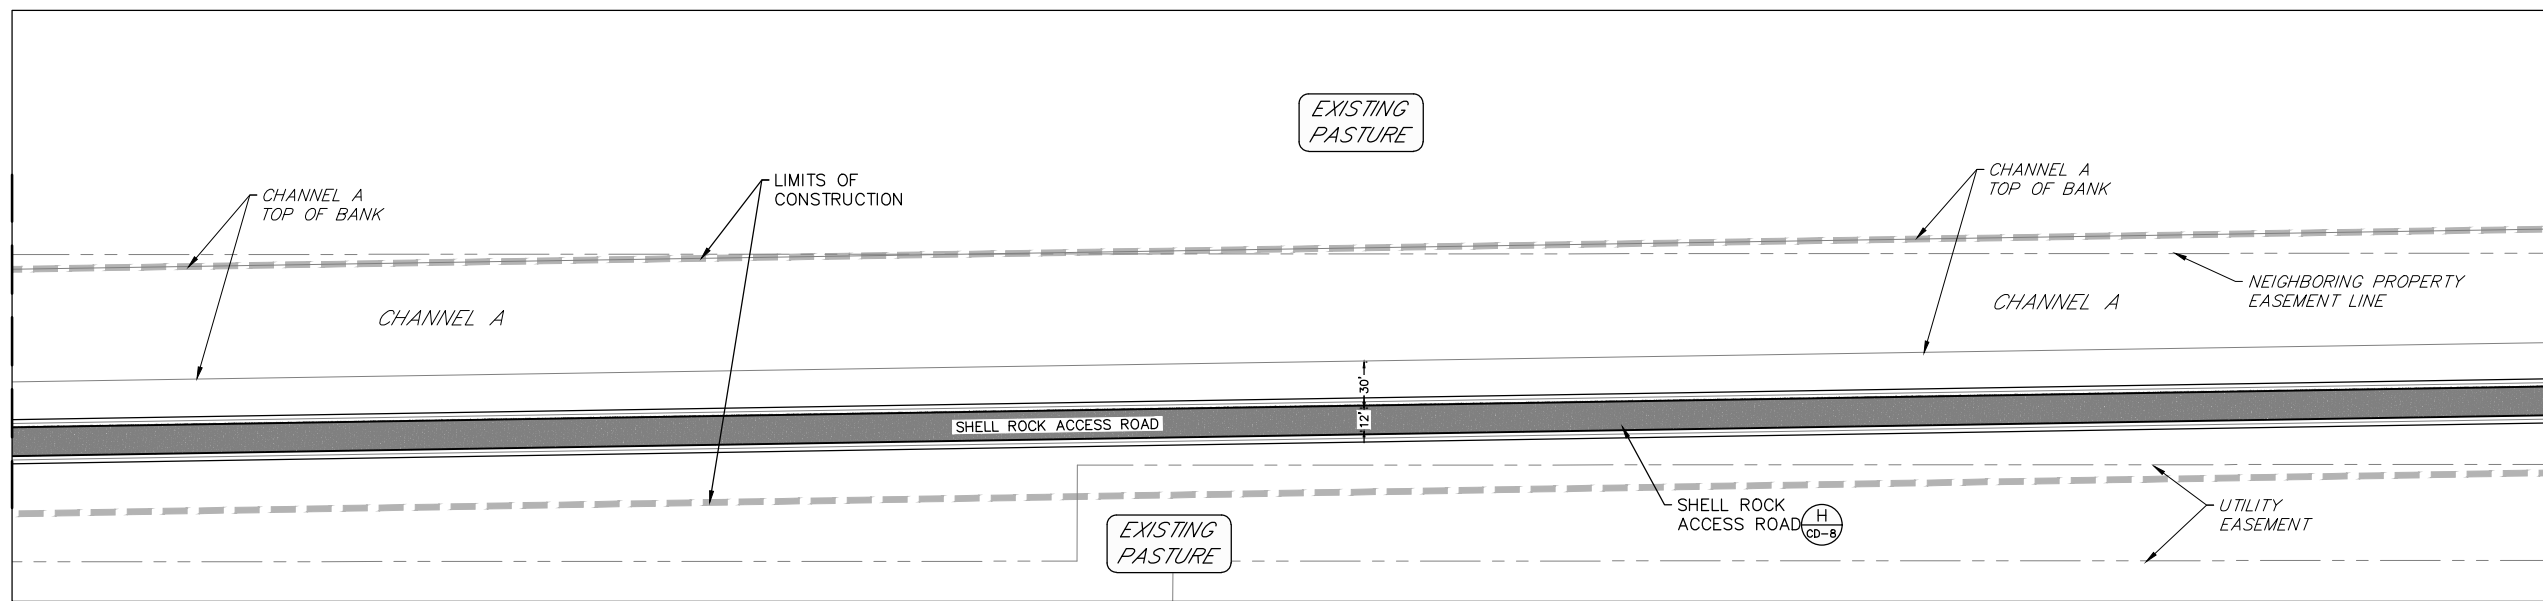 EXISTING
PASTURE
CHANNEL A
TOP OF BANK
LIMITS OF
CONSTRUCTION
CHANNEL A
TOP OF BANK
NEIGHBORING PROPERTY
EASEMENT LINE
CHANNEL A
CHANNEL A
30'
12'
SHELL ROCK ACCESS ROAD
SHELL ROCK
ACCESS ROAD
H
CD-8
UTILITY
EASEMENT
EXISTING
PASTURE